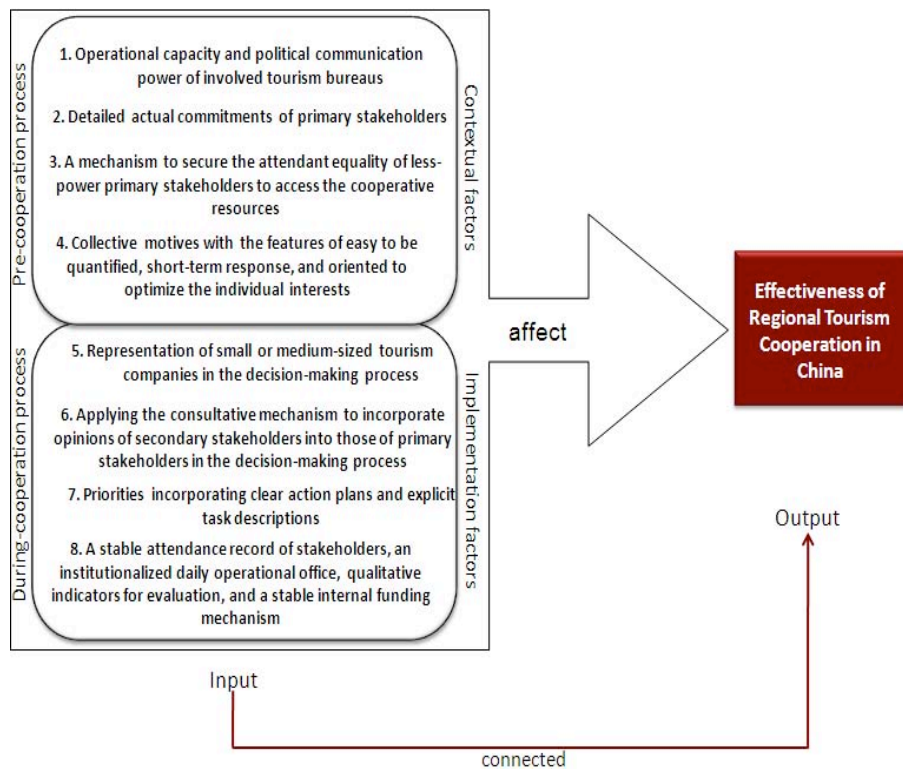 Pre-cooperation process
1. Operational capacity and political communication
power of involved tourism bureaus
2. Detailed actual commitments of primary stakeholders
3. A mechanism to secure the attendant equality of less-
power primary stakeholders to access the cooperative
resources
4. Collective motives with the features of easy to be
quantified, short-term response, and oriented to
optimize the individual interests
Contextual factors
During-cooperation process
5. Representation of small or medium-sized tourism
companies in the decision-making process
6. Applying the consultative mechanism to incorporate
opinions of secondary stakeholders into those of primary
stakeholders in the decision-making process
7. Priorities incorporating clear action plans and explicit
task descriptions
8. A stable attendance record of stakeholders, an
institutionalized daily operational office, qualitative
indicators for evaluation, and a stable internal funding
mechanism
Implementation factors
affect
Effectiveness of
Regional Tourism
Cooperation in
China
Input
Output
connected